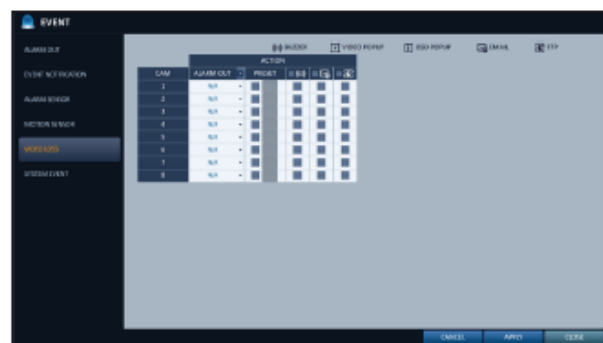 EVENT
ALARM OUT
EVENT NOTIFICATION
ALARM SENSOR
MOTION SENSOR
VIDEO LOSS
SYSTEM EVENT
BUZZER VIDEO POPUP OSD POPUP EMAIL FTP
ACTION
CAM ALARM OUT PRESET
1 N/A
2 N/A
3 N/A
4 N/A
5 N/A
6 N/A
7 N/A
8 N/A
CANCEL APPLY CLOSE